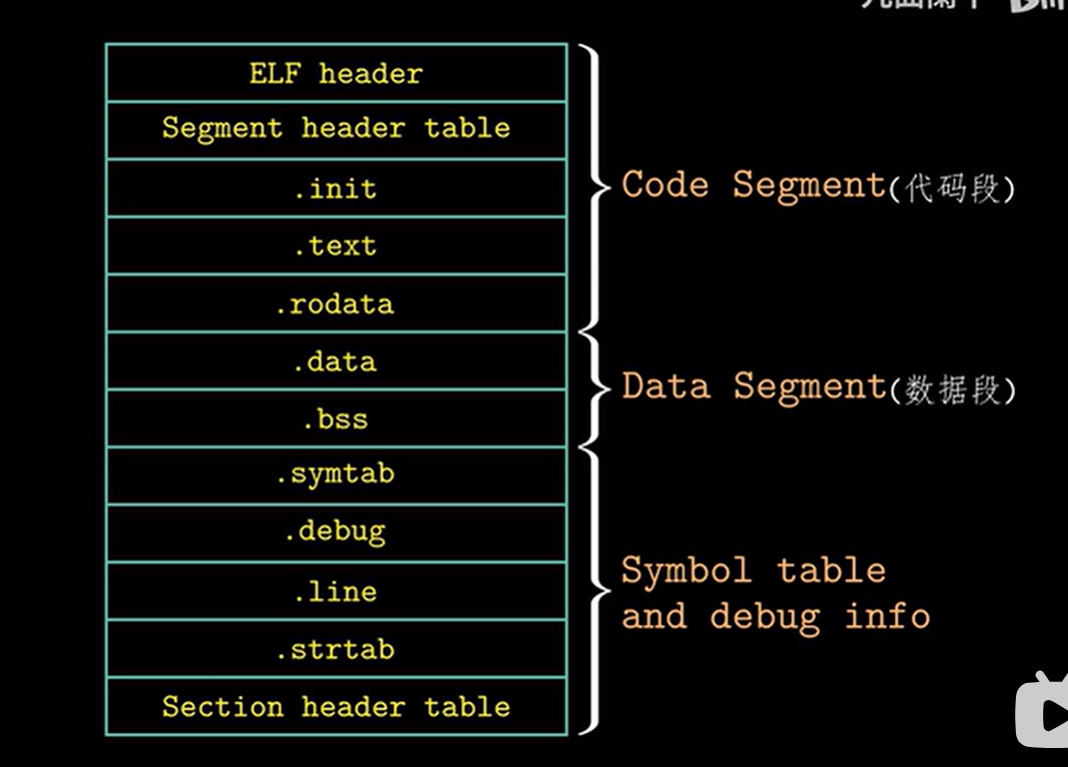 ELF header
Segment header table
.init
.text
.rodata
.data
.bss
.symtab
.debug
.line
.strtab
Section header table
Code Segment(代码段)
Data Segment(数据段)
Symbol table
and debug info